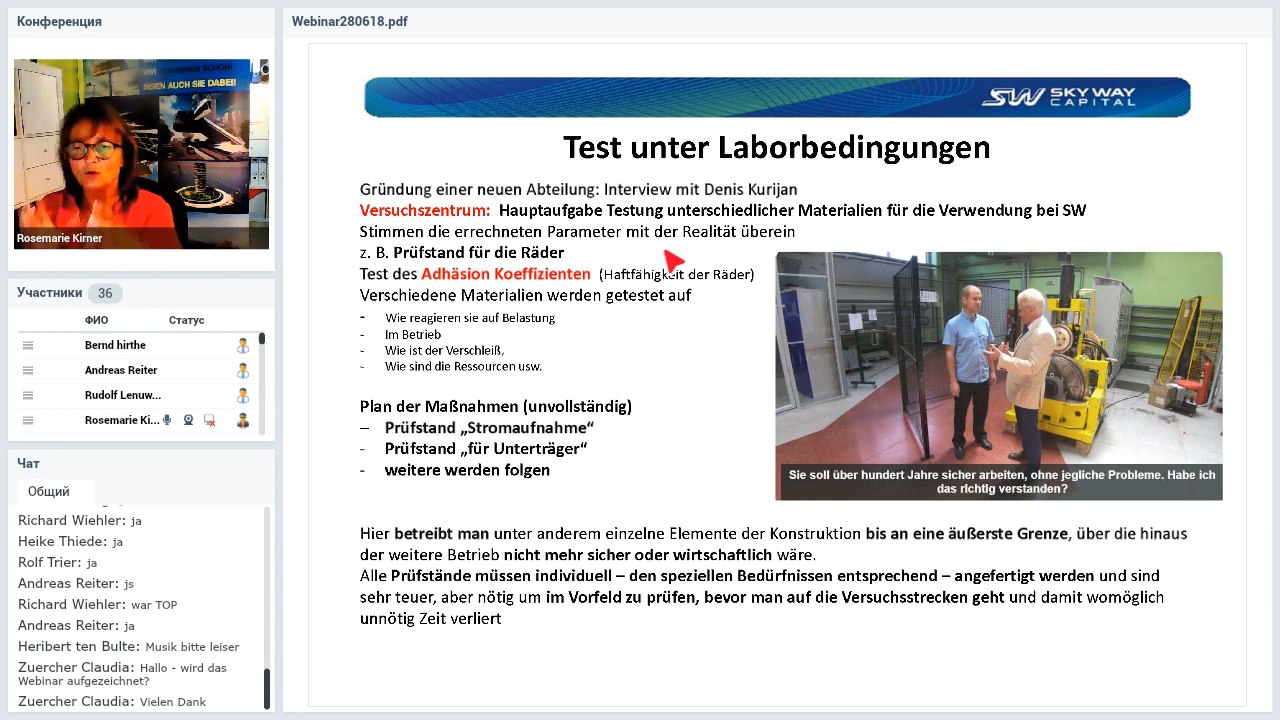 Конференция
SEIEN AUCH SIE DABEI!
Rosemarie Kirner
Участники 36
ФИО Статус
Bernd hirthe
Andreas Reiter
Rudolf Lenuw...
Rosemarie Ki...
Чат
Общий
Richard Wiehler: ja
Heike Thiede: ja
Rolf Trier: ja
Andreas Reiter: js
Richard Wiehler: war TOP
Andreas Reiter: ja
Heribert ten Bulte: Musik bitte leiser
Zuercher Claudia: Hallo - wird das
Webinar aufgezeichnet?
Zuercher Claudia: Vielen Dank
Webinar280618.pdf
SW SKY WAY
CAPITAL
Test unter Laborbedingungen
Gründung einer neuen Abteilung: Interview mit Denis Kurijan
Versuchszentrum: Hauptaufgabe Testung unterschiedlicher Materialien für die Verwendung bei SW
Stimmen die errechneten Parameter mit der Realität überein
z. B. Prüfstand für die Räder
Test des Adhäsion Koeffizienten (Haftfähigkeit der Räder)
Verschiedene Materialien werden getestet auf
- Wie reagieren sie auf Belastung
- Im Betrieb
- Wie ist der Verschleiß,
- Wie sind die Ressourcen usw.
Plan der Maßnahmen (unvollständig)
– Prüfstand „Stromaufnahme“
- Prüfstand „für Unterträger“
- weitere werden folgen
Sie soll über hundert Jahre sicher arbeiten, ohne jegliche Probleme. Habe ich
das richtig verstanden?
Hier betreibt man unter anderem einzelne Elemente der Konstruktion bis an eine äußerste Grenze, über die hinaus
der weitere Betrieb nicht mehr sicher oder wirtschaftlich wäre.
Alle Prüfstände müssen individuell – den speziellen Bedürfnissen entsprechend – angefertigt werden und sind
sehr teuer, aber nötig um im Vorfeld zu prüfen, bevor man auf die Versuchsstrecken geht und damit womöglich
unnötig Zeit verliert